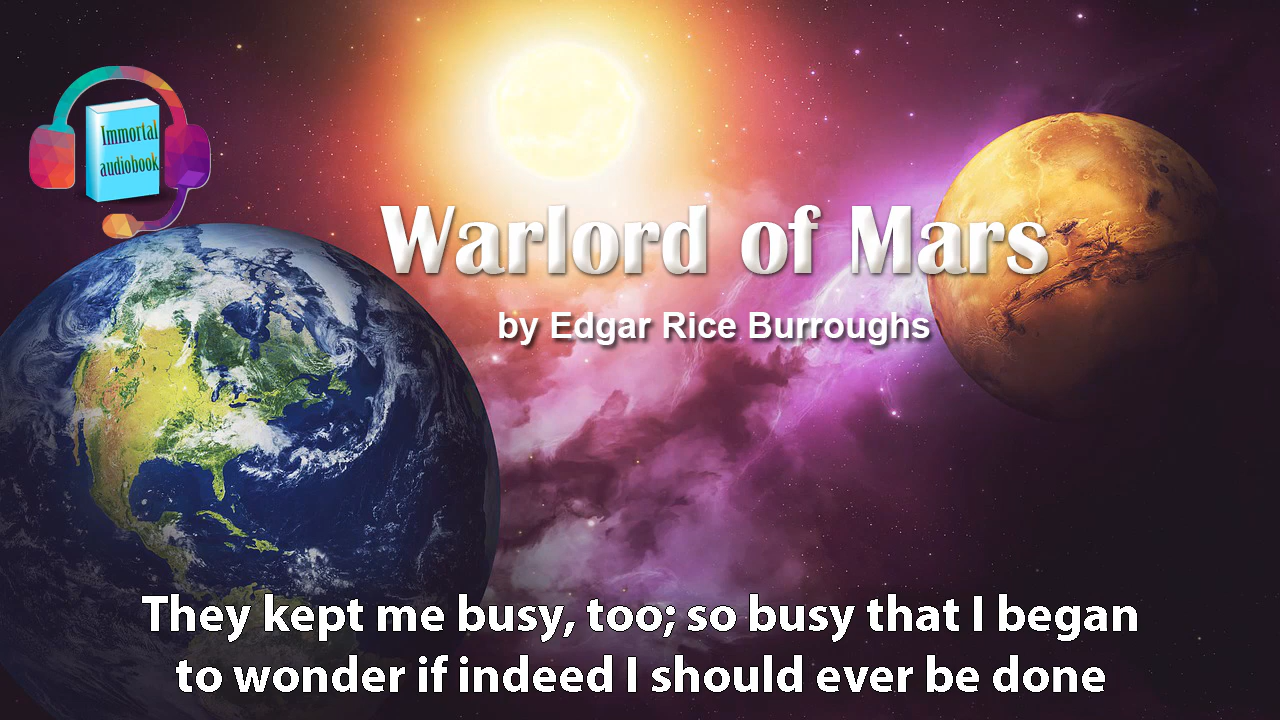 Immortal
audiobook
Warlord of Mars
by Edgar Rice Burroughs
They kept me busy, too; so busy that I began
to wonder if indeed I should ever be done